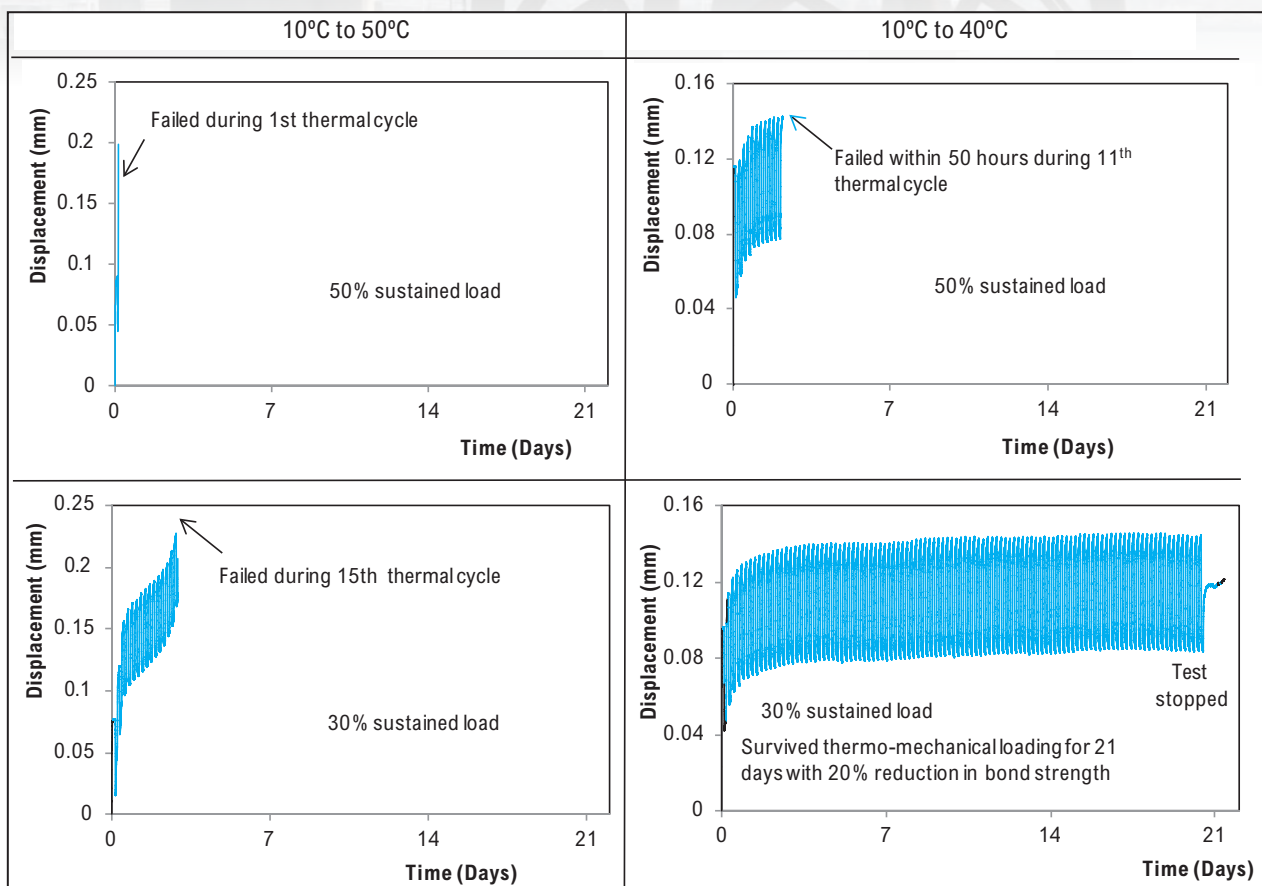 10ºC to 50ºC
10ºC to 40ºC
Displacement (mm)
0.25
0.2
0.15
0.1
0.05
0
Failed during 1st thermal cycle
50% sustained load
0
7
14
21
Time (Days)
Displacement (mm)
0.16
0.12
0.08
0.04
0
Failed within 50 hours during 11th
thermal cycle
50% sustained load
0
7
14
21
Time (Days)
Displacement (mm)
0.25
0.2
0.15
0.1
0.05
0
Failed during 15th thermal cycle
30% sustained load
0
7
14
21
Time (Days)
Displacement (mm)
0.16
0.12
0.08
0.04
0
Test
stopped
30% sustained load
Survived thermo-mechanical loading for 21
days with 20% reduction in bond strength
0
7
14
21
Time (Days)